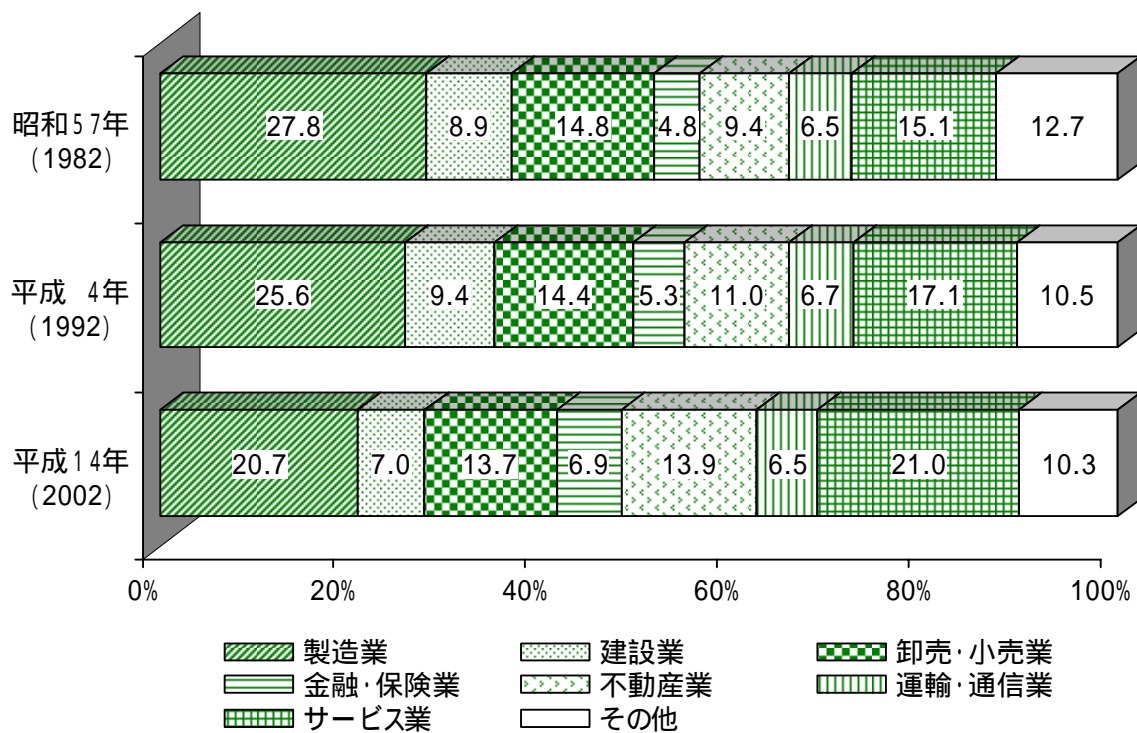 昭和57年
(1982)
27.8 8.9 14.8 4.8 9.4 6.5 15.1 12.7
平成 4年
(1992)
25.6 9.4 14.4 5.3 11.0 6.7 17.1 10.5
平成14年
(2002)
20.7 7.0 13.7 6.9 13.9 6.5 21.0 10.3
0% 20% 40% 60% 80% 100%
製造業 建設業 卸売・小売業
金融・保険業 不動産業 運輸・通信業
サービス業 その他